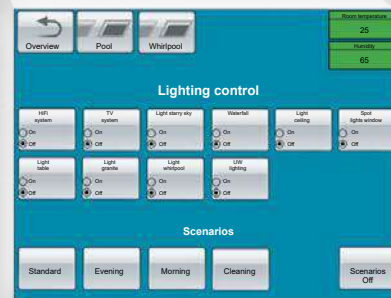 Overview
Pool
Whirlpool
Room temperature
25
Humidity
65
Lighting control
HiFi
system
On
Off
TV
system
On
Off
Light starry sky
On
Off
Waterfall
On
Off
Light
ceiling
On
Off
Spot
lights window
On
Off
Light
table
On
Off
Light
granite
On
Off
Light
whirlpool
On
Off
UW
lighting
On
Off
Scenarios
Standard
Evening
Morning
Cleaning
Scenarios
Off